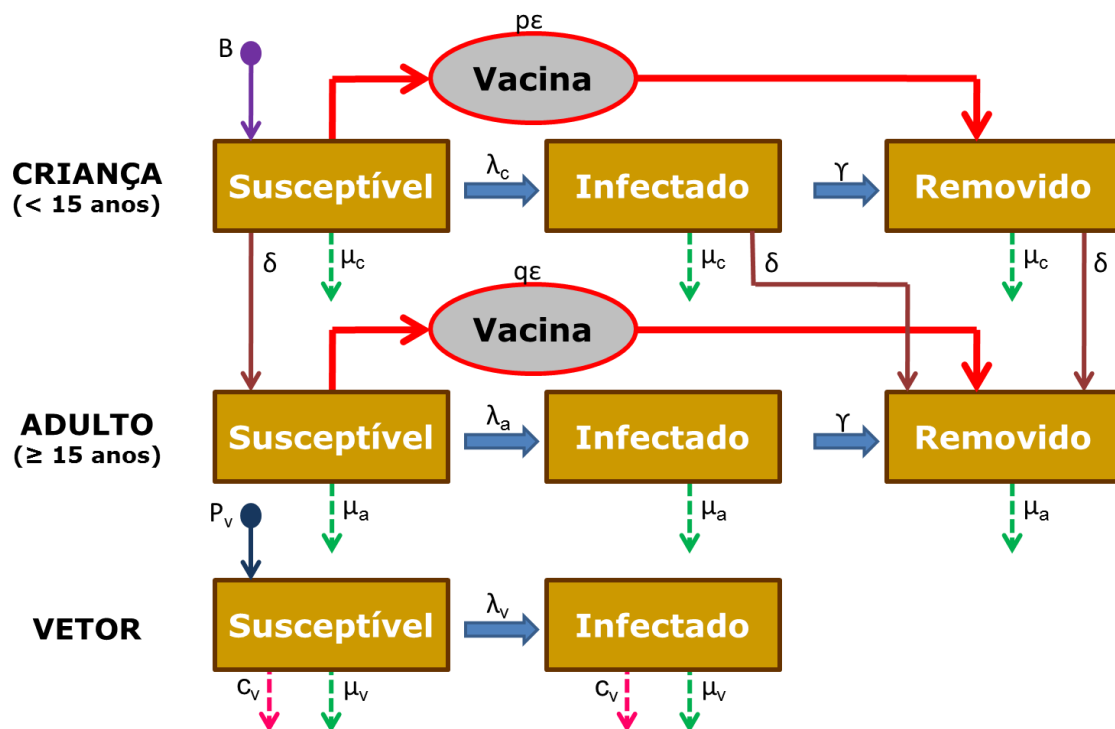 pε
B
Vacina
CRIANÇA
(< 15 anos)
Susceptível
λc
Infectado
ϒ
Removido
δ
μc
μc
δ
μc
δ
qε
Vacina
ADULTO
(≥ 15 anos)
Susceptível
λa
Infectado
ϒ
Removido
Pv
μa
μa
μa
VETOR
Susceptível
λv
Infectado
cv
μv
cv
μv